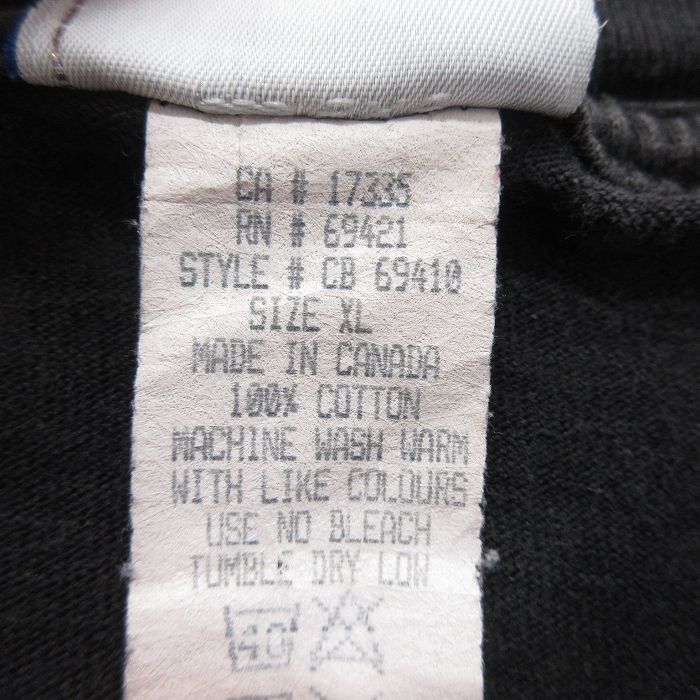 CA # 17335
RN # 69421
STYLE # CB 69410
SIZE XL
MADE IN CANADA
100% COTTON
MACHINE WASH WARM
WITH LIKE COLOURS
USE NO BLEACH
TUMBLE DRY LOW
40